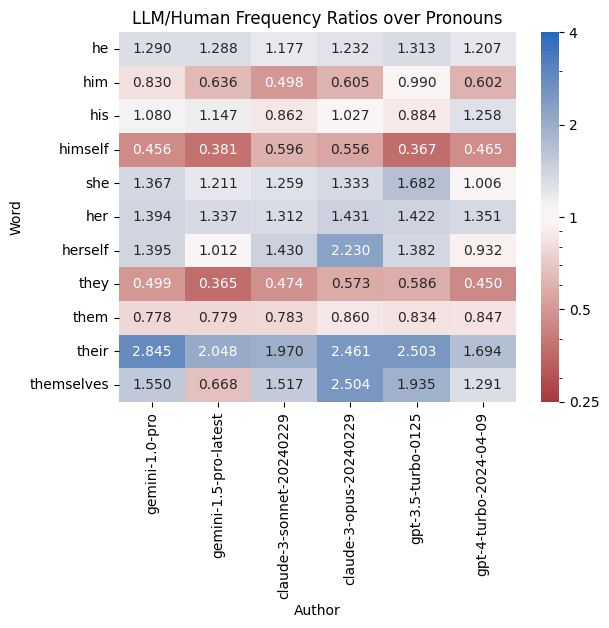 LLM/Human Frequency Ratios over Pronouns
he 1.290 1.288 1.177 1.232 1.313 1.207
him 0.830 0.636 0.498 0.605 0.990 0.602
his 1.080 1.147 0.862 1.027 0.884 1.258
himself 0.456 0.381 0.596 0.556 0.367 0.465
she 1.367 1.211 1.259 1.333 1.682 1.006
her 1.394 1.337 1.312 1.431 1.422 1.351
herself 1.395 1.012 1.430 2.230 1.382 0.932
they 0.499 0.365 0.474 0.573 0.586 0.450
them 0.778 0.779 0.783 0.860 0.834 0.847
their 2.845 2.048 1.970 2.461 2.503 1.694
themselves 1.550 0.668 1.517 2.504 1.935 1.291
Word
gemini-1.0-pro
gemini-1.5-pro-latest
claude-3-sonnet-20240229
claude-3-opus-20240229
gpt-3.5-turbo-0125
gpt-4-turbo-2024-04-09
Author
4
2
1
0.5
0.25